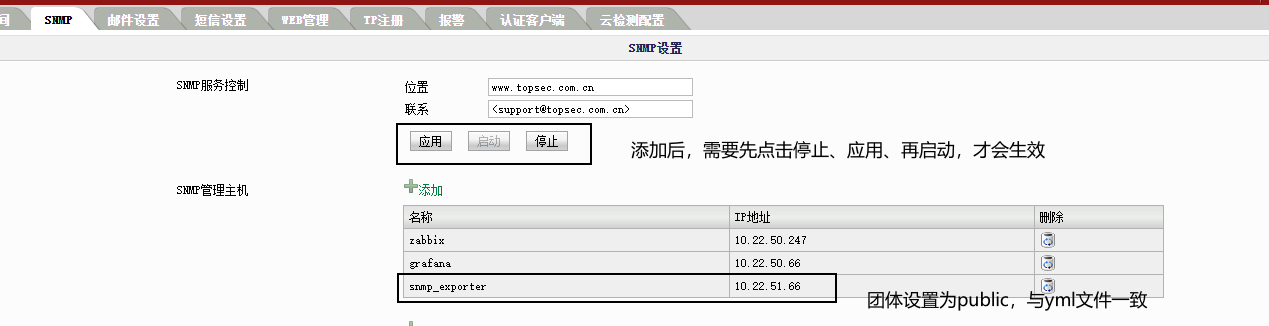 间 SNMP 邮件设置 短信设置 WEB管理 TP注册 报警 认证客户端 云检测配置
SNMP设置
SNMP服务控制
位置 www.topsec.com.cn
联系 <support@topsec.com.cn>
应用 启动 停止
添加后，需要先点击停止、应用、再启动，才会生效
SNMP管理主机
添加
名称 IP地址 删除
zabbix 10.22.50.247
grafana 10.22.50.66
snmp_exporter 10.22.51.66
团体设置为public，与yml文件一致